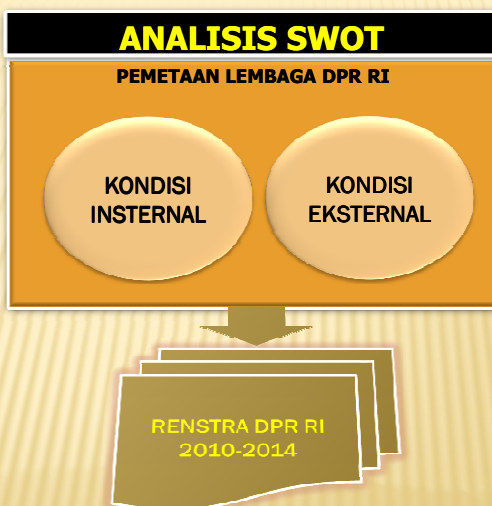 ANALISIS SWOT
PEMETAAN LEMBAGA DPR RI
KONDISI
INSTERNAL
KONDISI
EKSTERNAL
RENSTRA DPR RI
2010-2014